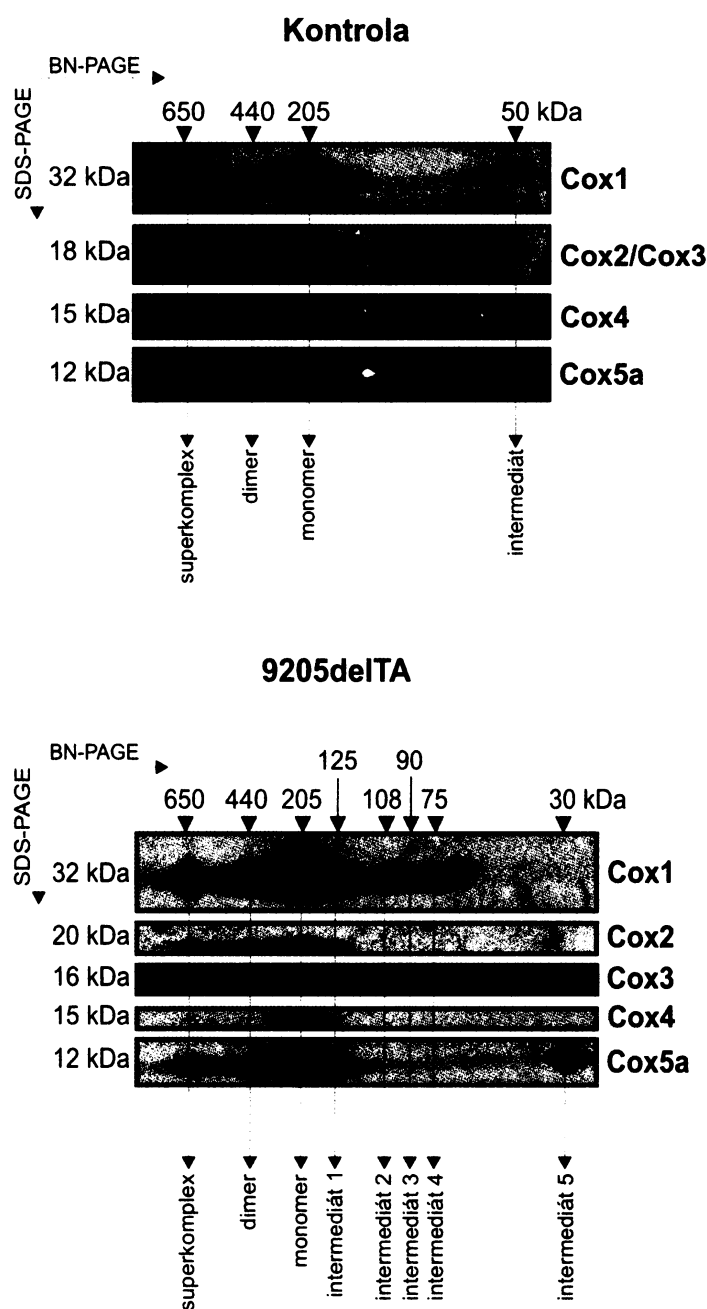 Kontrola
BN-PAGE
SDS-PAGE
650 440 205 50 kDa
32 kDa Cox1
18 kDa Cox2/Cox3
15 kDa Cox4
12 kDa Cox5a
superkomplex
dimer
monomer
intermediát
9205delTA
BN-PAGE
SDS-PAGE
125 90
650 440 205 108 75 30 kDa
32 kDa Cox1
20 kDa Cox2
16 kDa Cox3
15 kDa Cox4
12 kDa Cox5a
superkomplex
dimer
monomer
intermediát 1
intermediát 2
intermediát 3
intermediát 4
intermediát 5